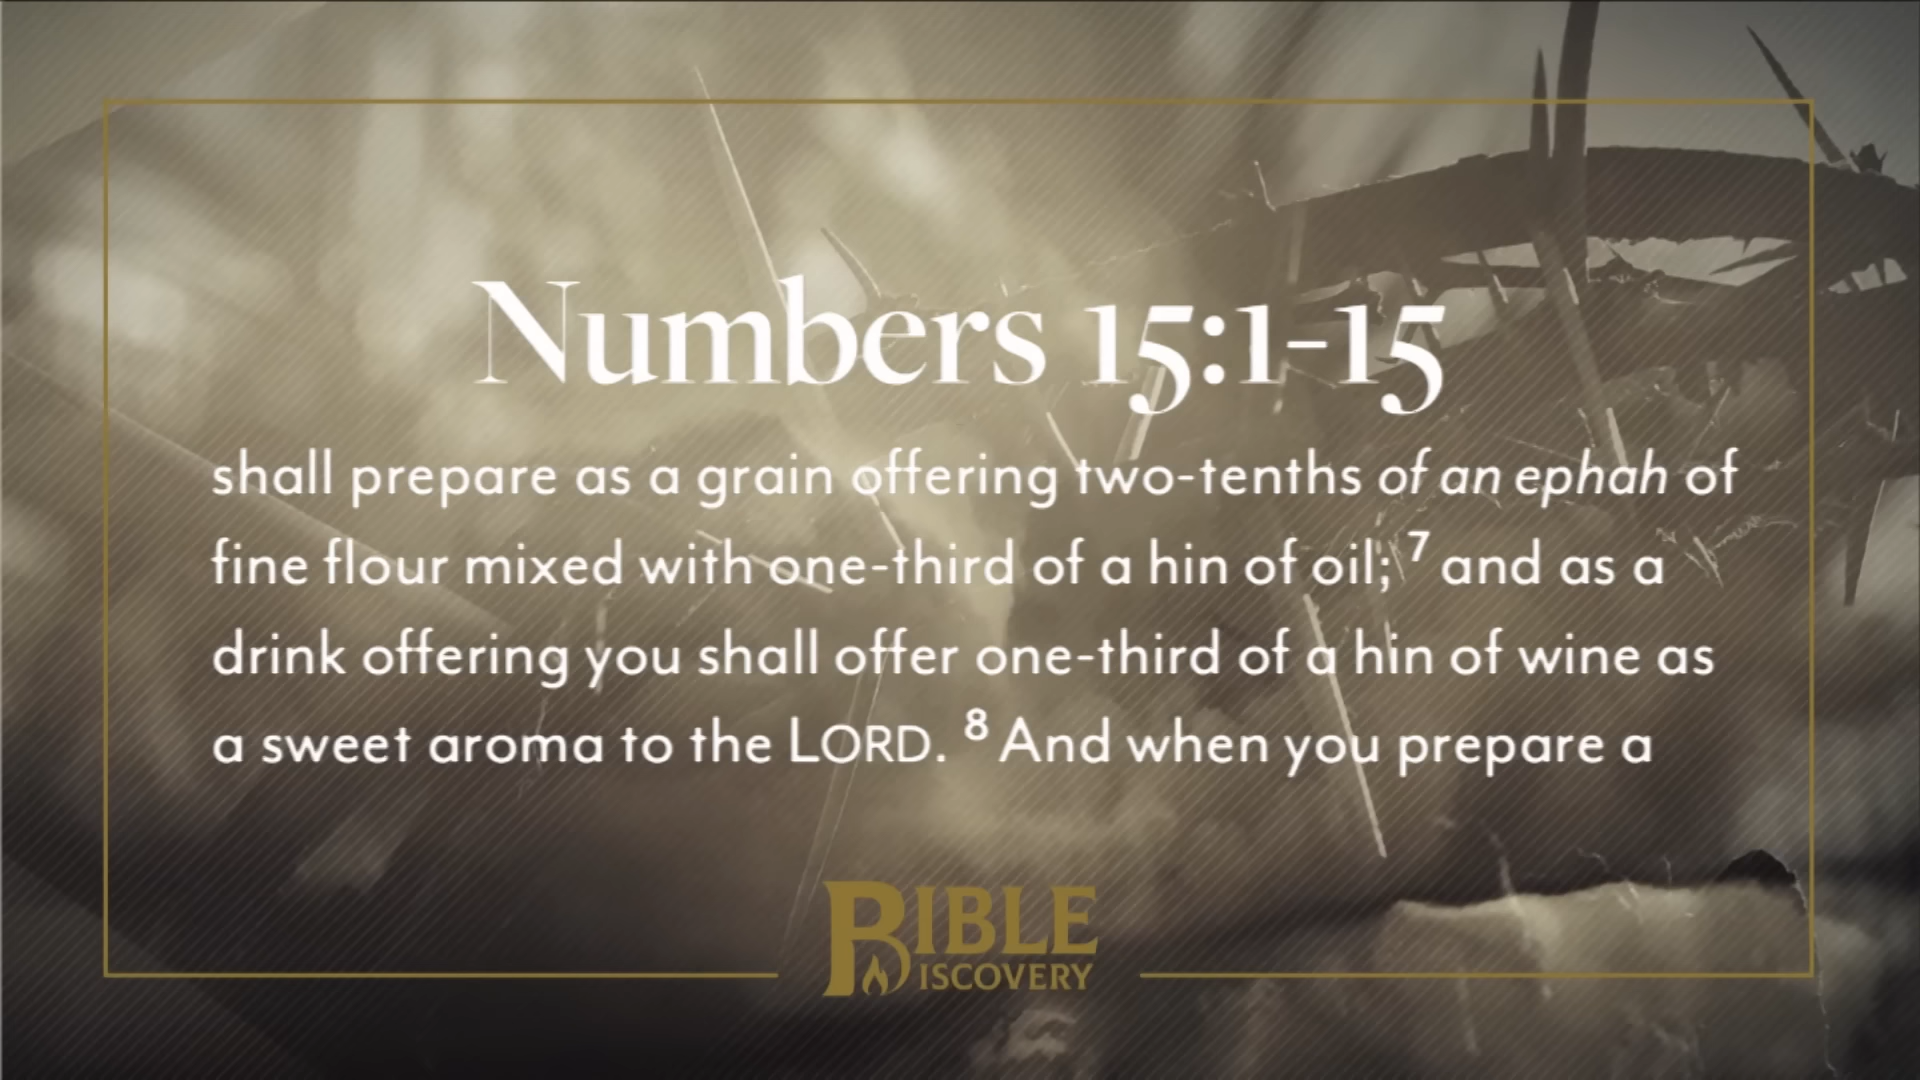 Numbers 15:1-15
shall prepare as a grain offering two-tenths of an ephah of
fine flour mixed with one-third of a hin of oil; 7 and as a
drink offering you shall offer one-third of a hin of wine as
a sweet aroma to the LORD. 8 And when you prepare a
BIBLE
DISCOVERY